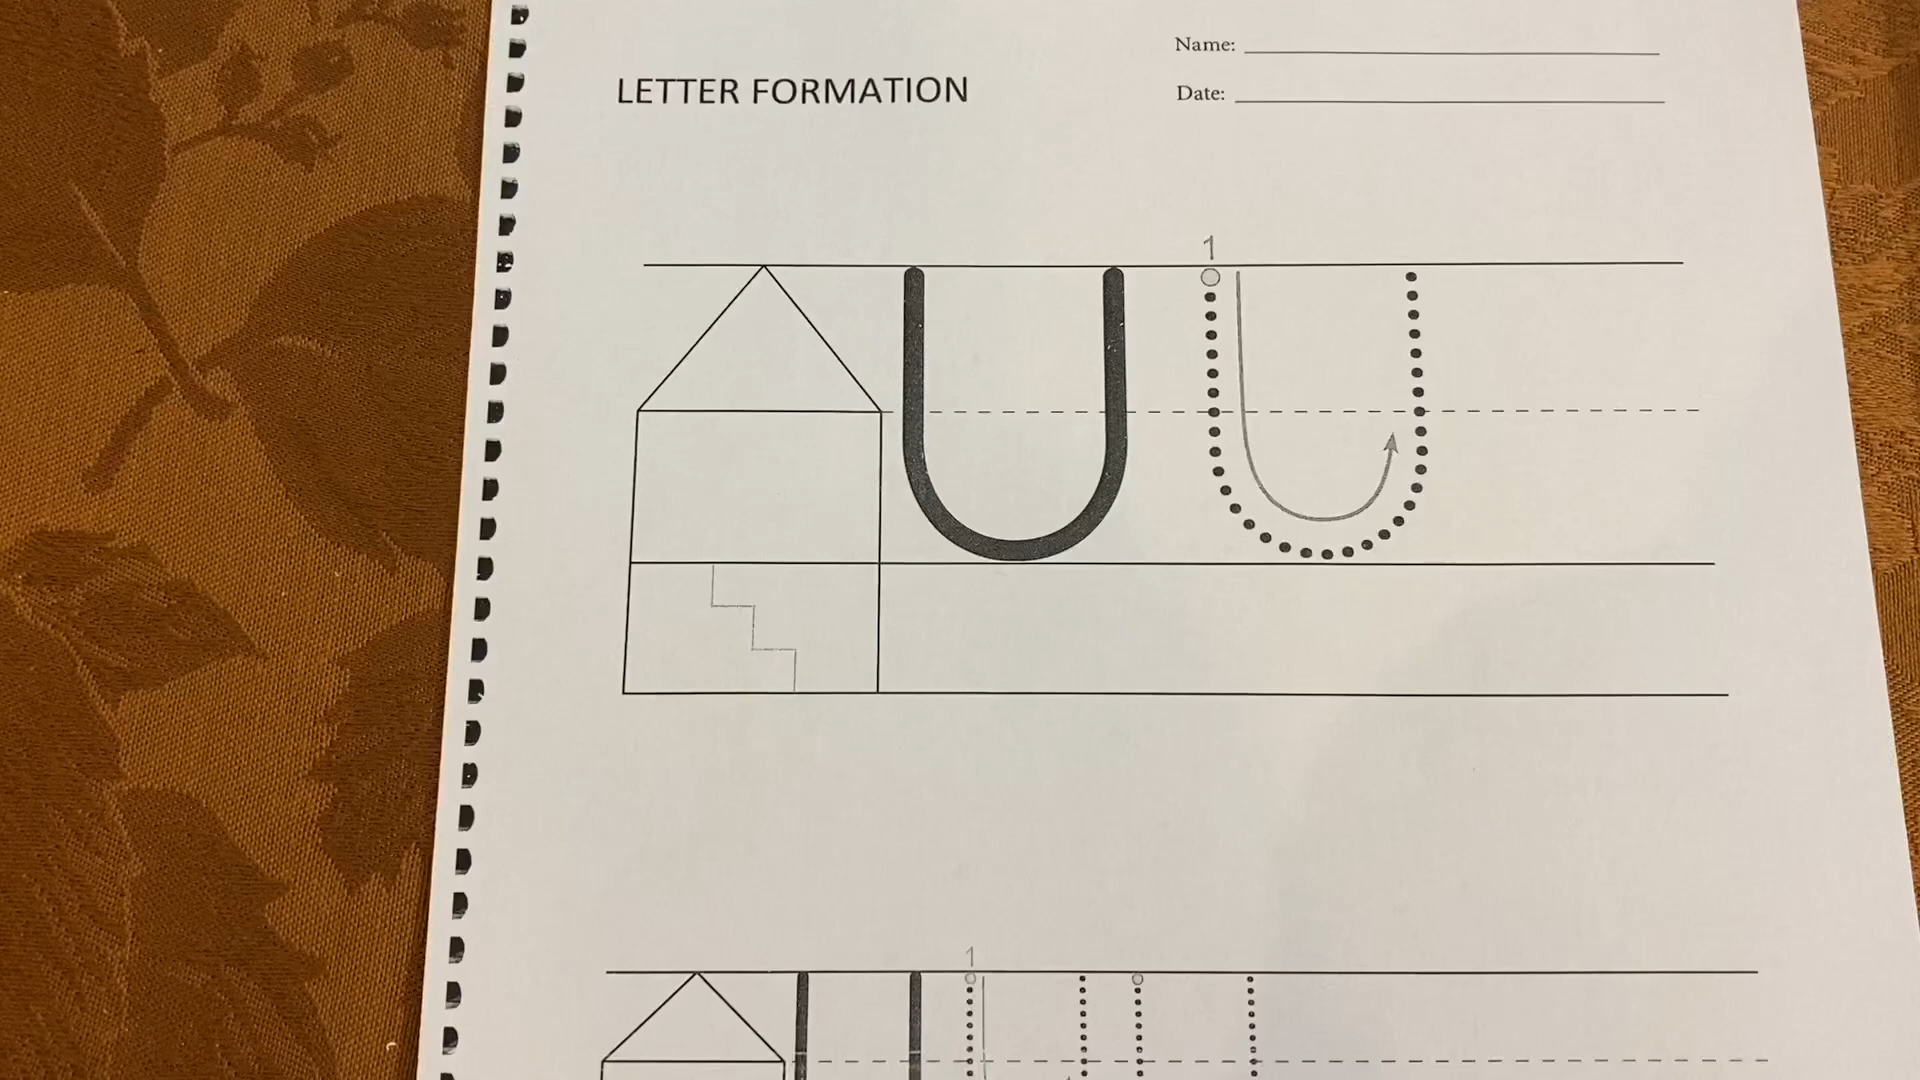 Name:
LETTER FORMATION
Date:
1
U U
1
U U U